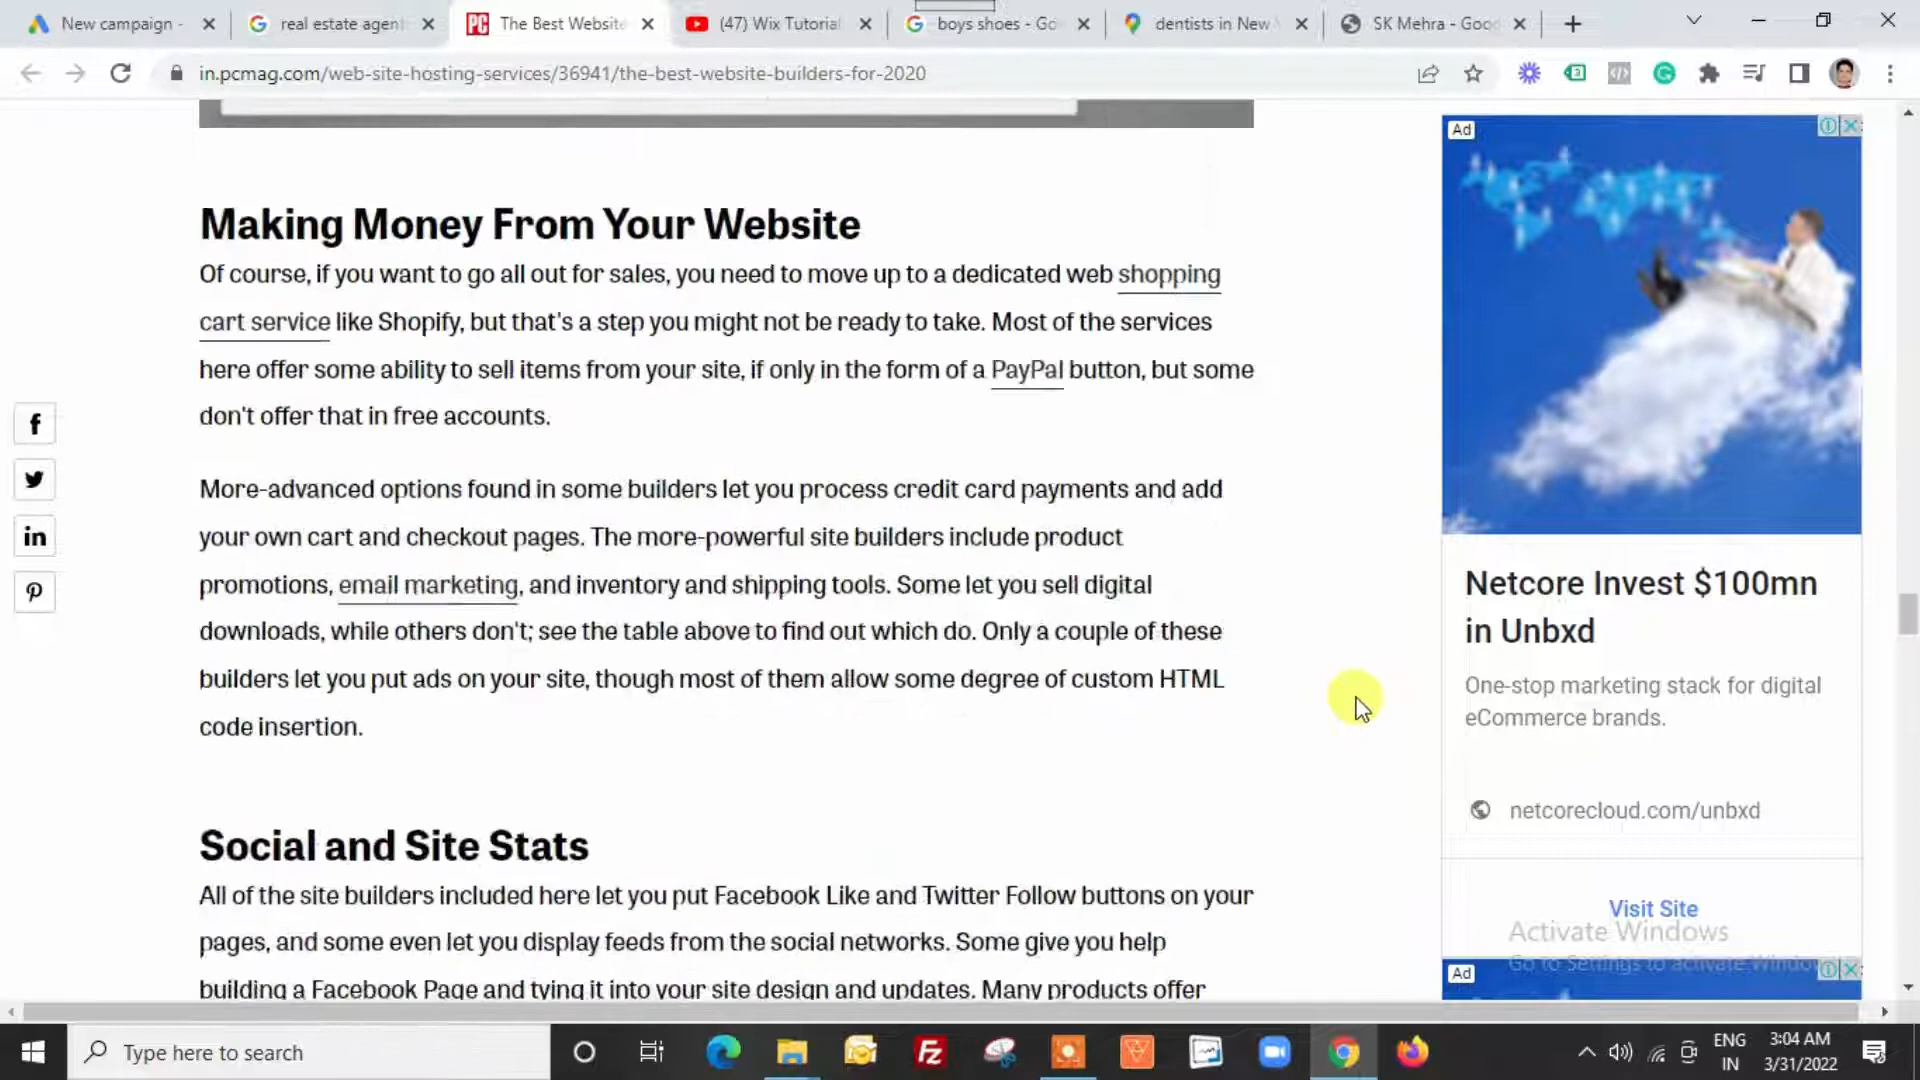 New campaign -
real estate agent
PC
The Best Website
(47) Wix Tutorial
boys shoes - Go
dentists in New
SK Mehra - Goo
in.pcmag.com/web-site-hosting-services/36941/the-best-website-builders-for-2020
Making Money From Your Website
Of course, if you want to go all out for sales, you need to move up to a dedicated web shopping
cart service like Shopify, but that's a step you might not be ready to take. Most of the services
here offer some ability to sell items from your site, if only in the form of a PayPal button, but some
don't offer that in free accounts.
More-advanced options found in some builders let you process credit card payments and add
your own cart and checkout pages. The more-powerful site builders include product
promotions, email marketing, and inventory and shipping tools. Some let you sell digital
downloads, while others don't; see the table above to find out which do. Only a couple of these
builders let you put ads on your site, though most of them allow some degree of custom HTML
code insertion.
Social and Site Stats
All of the site builders included here let you put Facebook Like and Twitter Follow buttons on your
pages, and some even let you display feeds from the social networks. Some give you help
building a Facebook Page and tying it into your site design and updates. Many products offer
Ad
Netcore Invest $100mn
in Unbxd
One-stop marketing stack for digital
eCommerce brands.
netcorecloud.com/unbxd
Visit Site
Activate Windows
Go to Settings to activate Window
Ad
Type here to search
ENG
IN
3:04 AM
3/31/2022